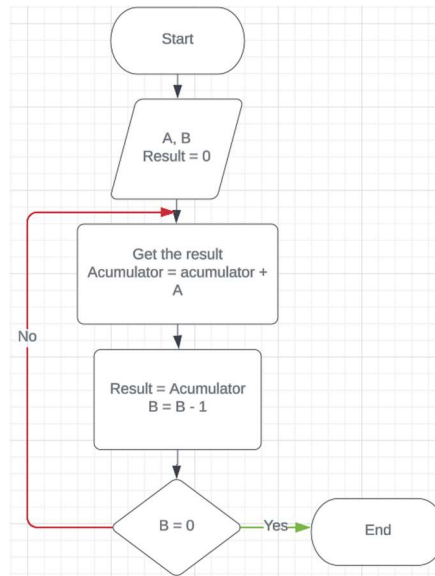 Start
A, B
Result = 0
Get the result
Acumulator = acumulator +
A
Result = Acumulator
B = B - 1
No
B = 0
Yes
End